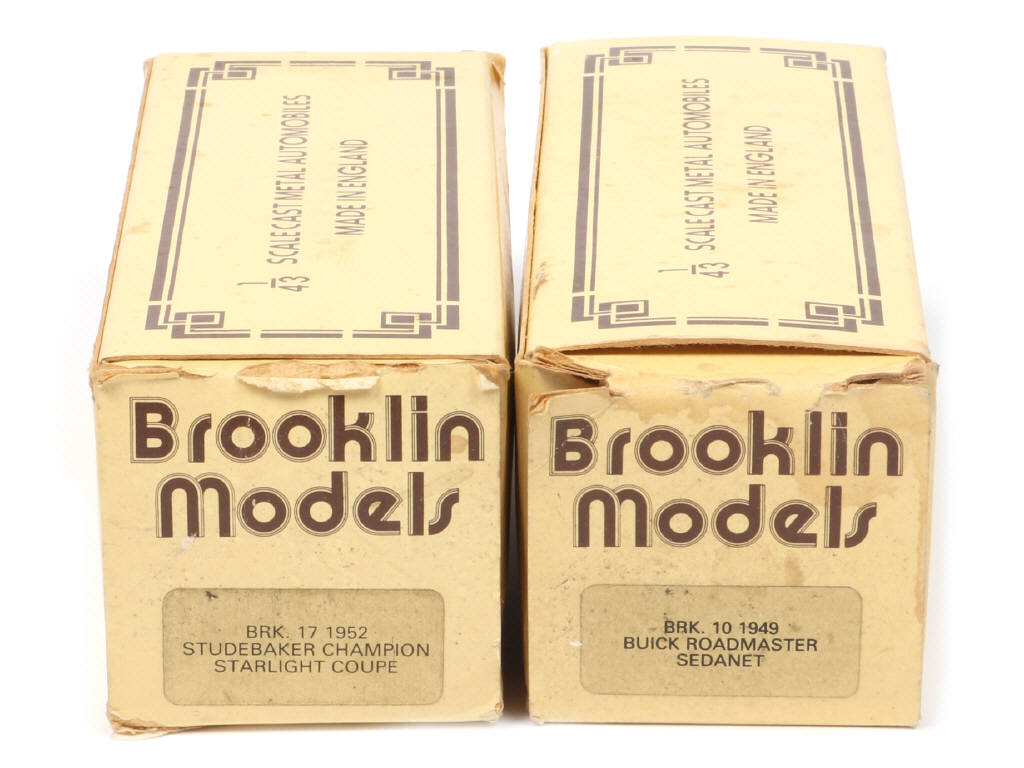 1/43 SCALE CAST METAL AUTOMOBILES
MADE IN ENGLAND
Brooklin
Models
BRK. 17 1952
STUDEBAKER CHAMPION
STARLIGHT COUPE
1/43 SCALE CAST METAL AUTOMOBILES
MADE IN ENGLAND
Brooklin
Models
BRK. 10 1949
BUICK ROADMASTER
SEDANET